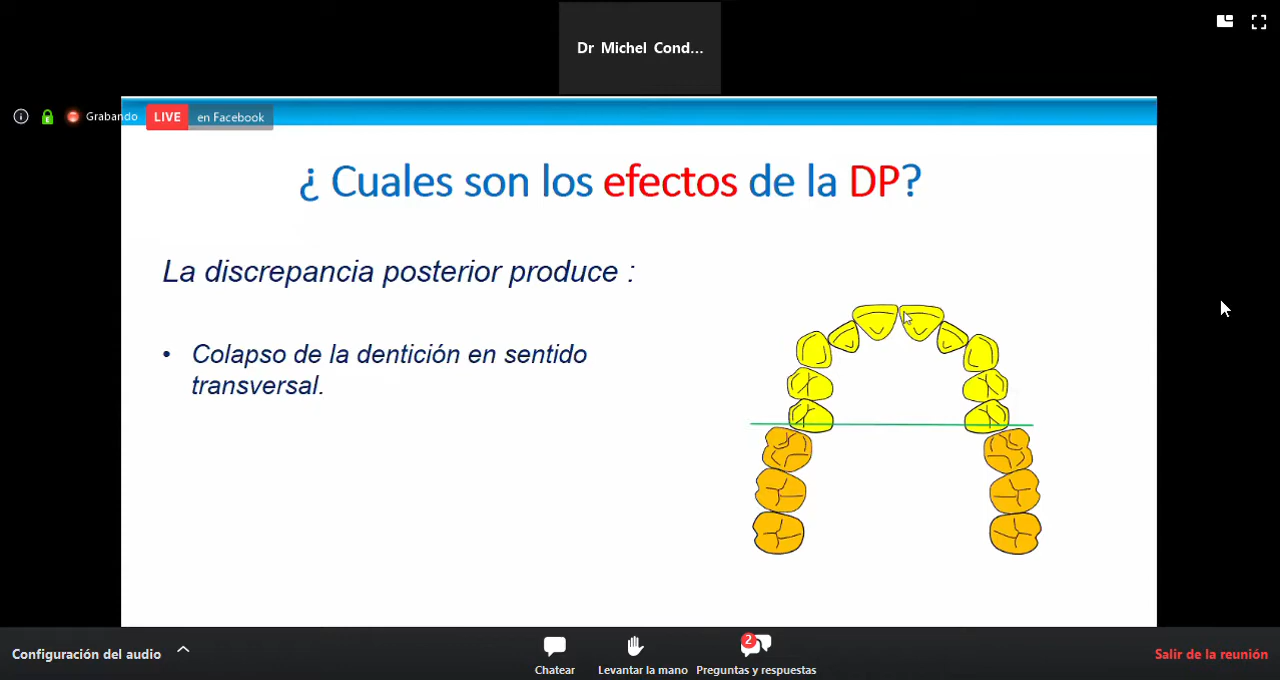 Dr Michel Cond...
Grabando
LIVE en Facebook
¿ Cuales son los efectos de la DP?
La discrepancia posterior produce :
• Colapso de la dentición en sentido
transversal.
Configuración del audio
Chatear
Levantar la mano
2
Preguntas y respuestas
Salir de la reunión